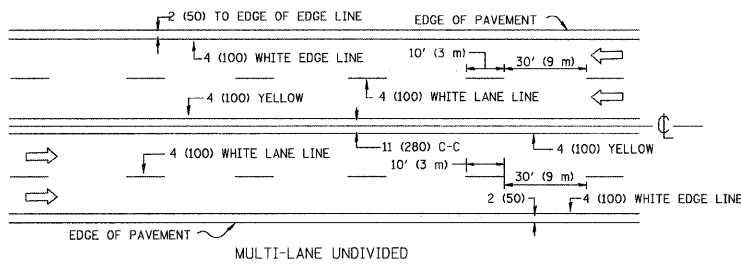 2 (50) TO EDGE OF EDGE LINE
EDGE OF PAVEMENT
4 (100) WHITE EDGE LINE
10' (3 m)
30' (9 m)
4 (100) YELLOW
4 (100) WHITE LANE LINE
℄
4 (100) WHITE LANE LINE
11 (280) C-C
4 (100) YELLOW
10' (3 m)
30' (9 m)
2 (50)
4 (100) WHITE EDGE LINE
EDGE OF PAVEMENT
MULTI-LANE UNDIVIDED